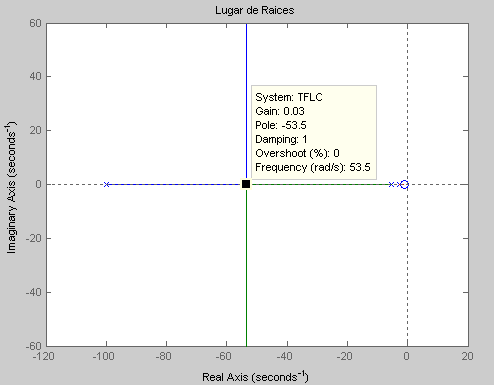 Lugar de Raices
60
40
20
0
-20
-40
-60
Imaginary Axis (seconds⁻¹)
System: TFLC
Gain: 0.03
Pole: -53.5
Damping: 1
Overshoot (%): 0
Frequency (rad/s): 53.5
-120
-100
-80
-60
-40
-20
0
20
Real Axis (seconds⁻¹)